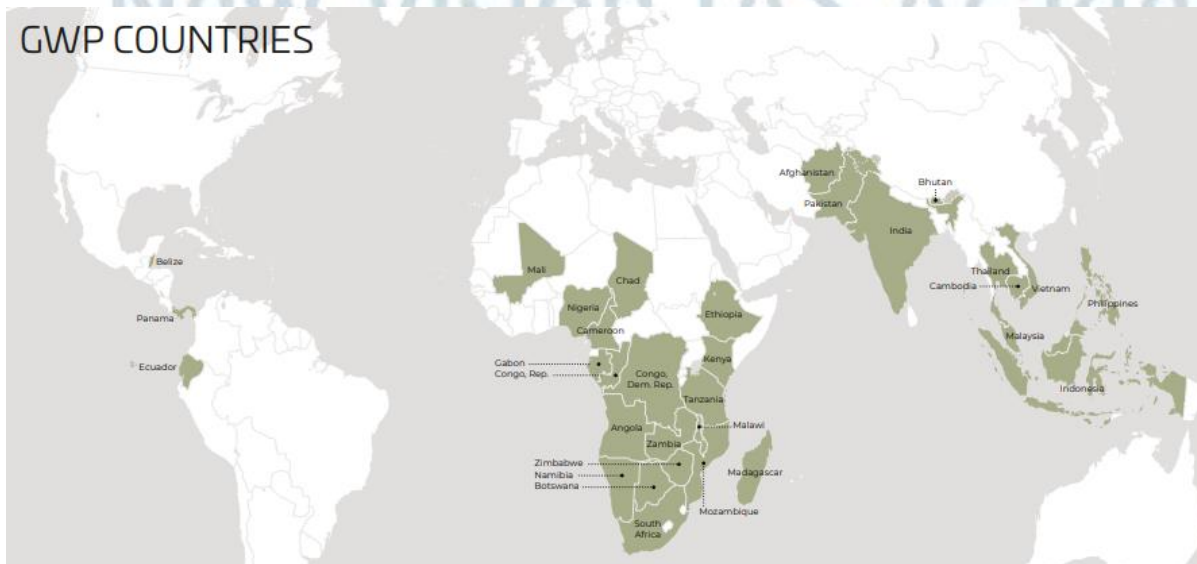 GWP COUNTRIES
Afghanistan
Bhutan
Pakistan
India
Belize
Mali
Chad
Thailand
Cambodia
Vietnam
Nigeria
Ethiopia
Philippines
Panama
Cameroon
Malaysia
Ecuador
Gabon
Kenya
Congo, Rep.
Congo,
Dem. Rep.
Indonesia
Tanzania
Angola
Malawi
Zambia
Zimbabwe
Namibia
Madagascar
Botswana
Mozambique
South
Africa